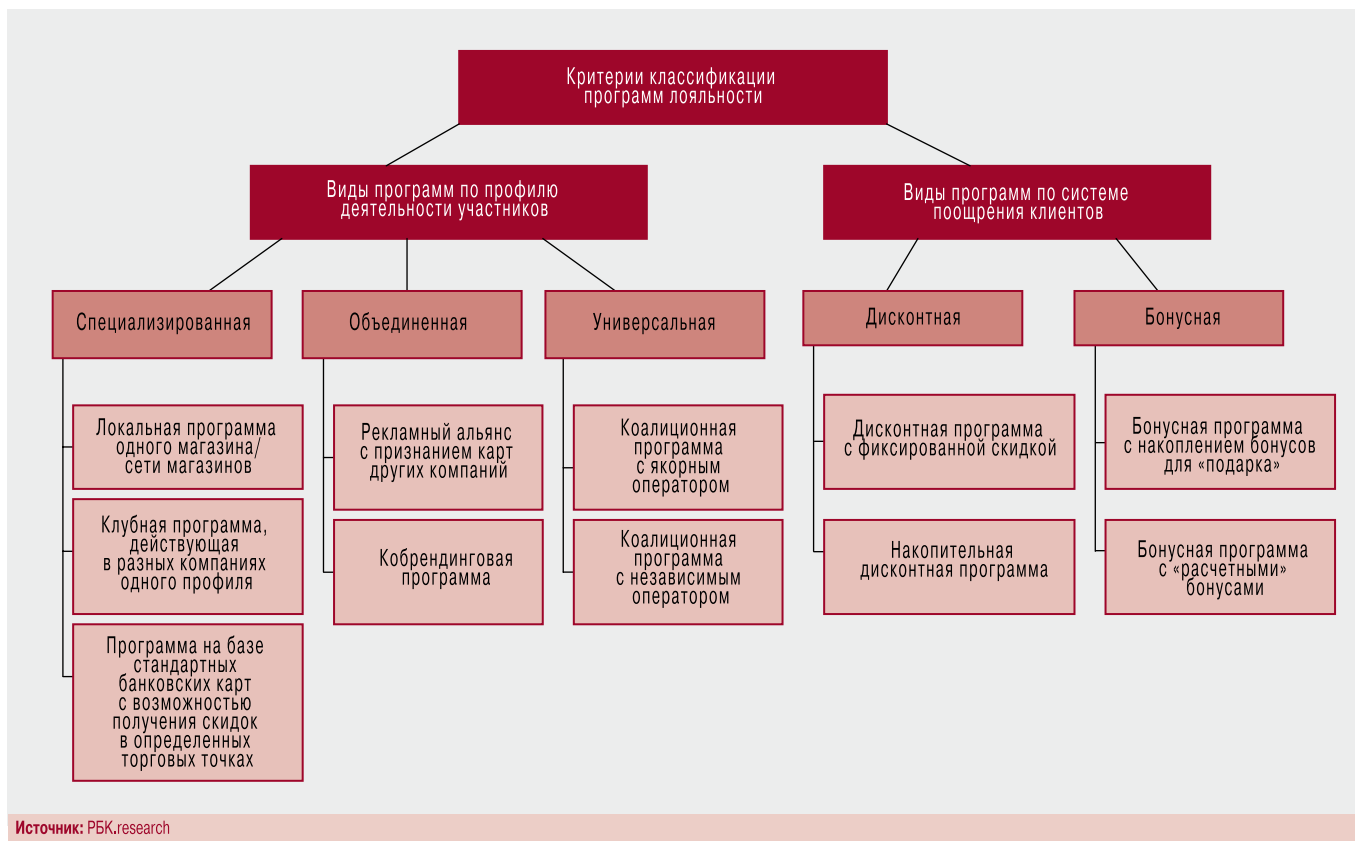 Критерии классификации
программ лояльности
Виды программ по профилю
деятельности участников
Виды программ по системе
поощрения клиентов
Специализированная
Объединенная
Универсальная
Дисконтная
Бонусная
Локальная программа
одного магазина/
сети магазинов
Клубная программа,
действующая
в разных компаниях
одного профиля
Программа на базе
стандартных
банковских карт
с возможностью
получения скидок
в определенных
торговых точках
Рекламный альянс
с признанием карт
других компаний
Кобрендинговая
программа
Коалиционная
программа
с якорным
оператором
Коалиционная
программа
с независимым
оператором
Дисконтная программа
с фиксированной скидкой
Накопительная
дисконтная программа
Бонусная программа
с накоплением бонусов
для «подарка»
Бонусная программа
с «расчетными»
бонусами
Источник: РБК.research